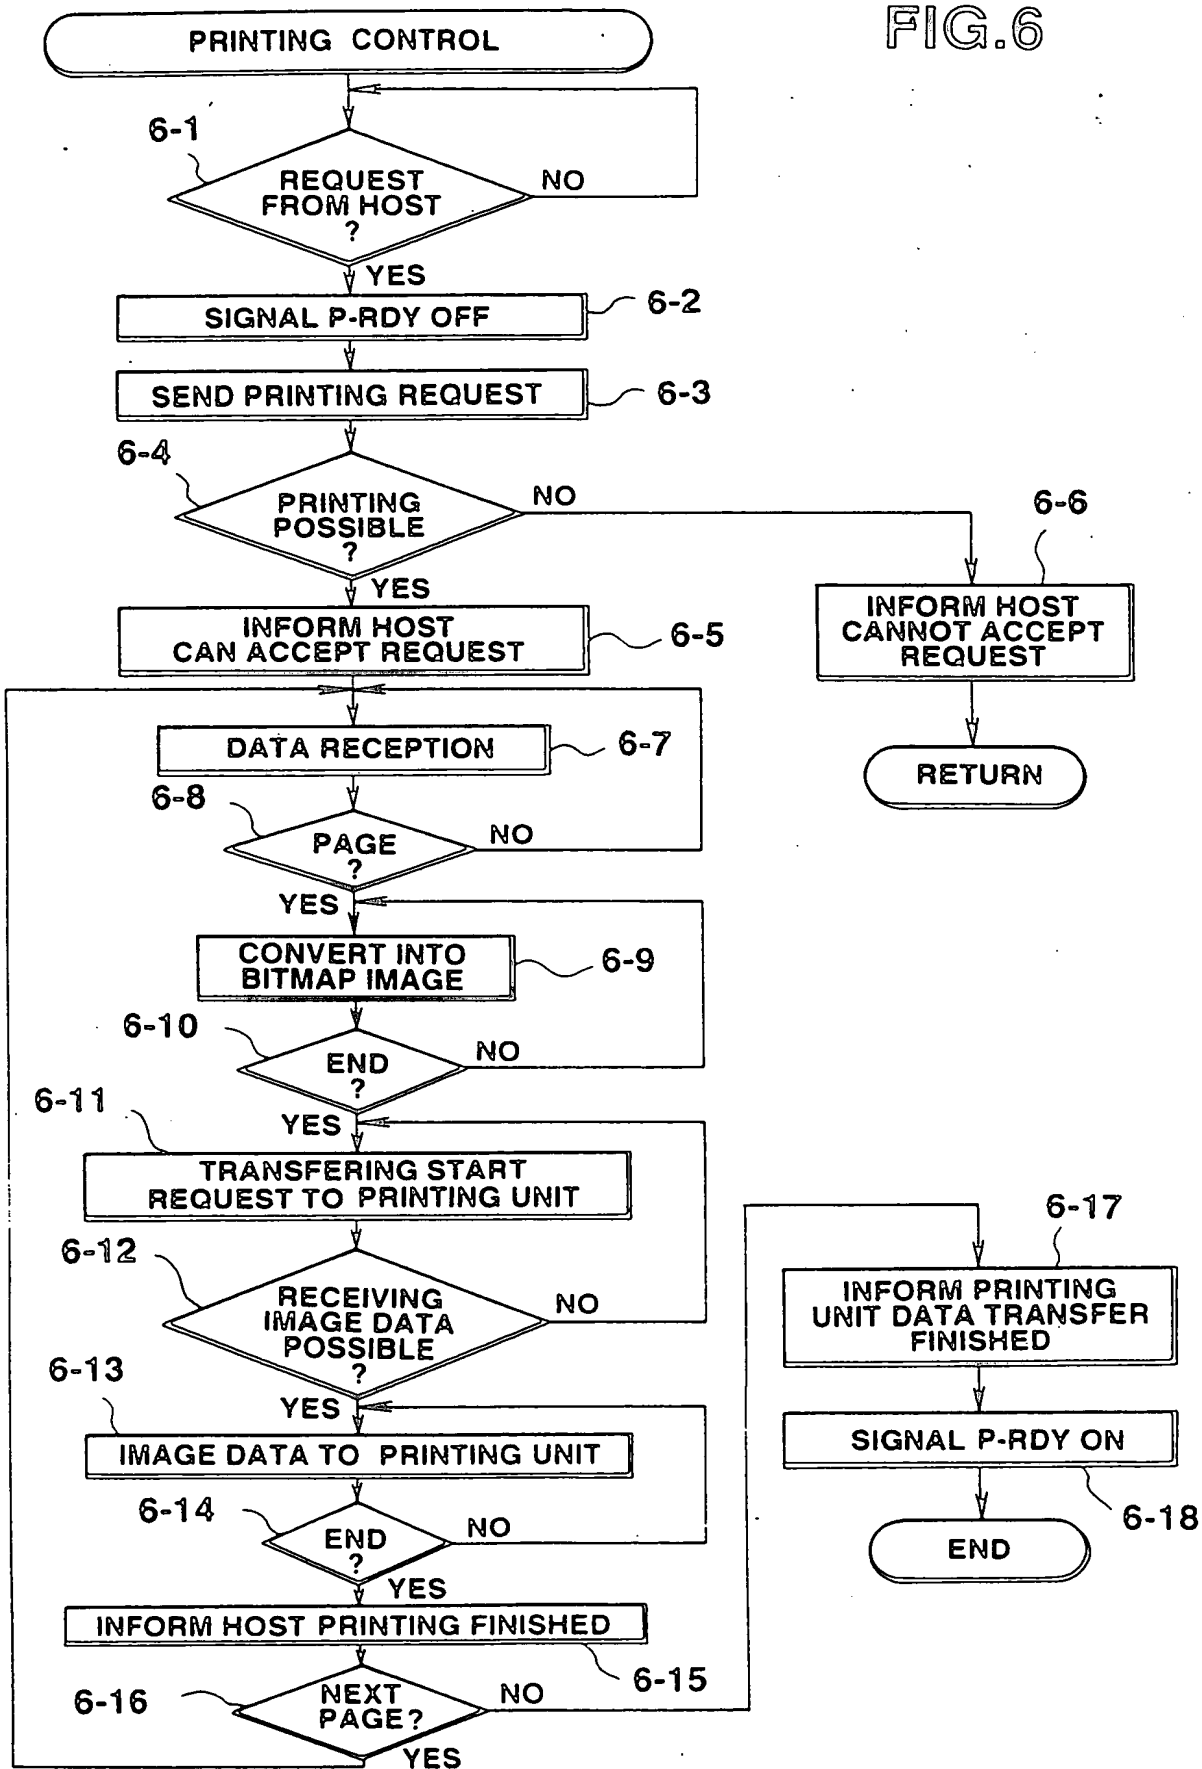 FIG.6
PRINTING CONTROL
6-1
REQUEST
FROM HOST
?
NO
YES
SIGNAL P-RDY OFF
6-2
SEND PRINTING REQUEST
6-3
6-4
PRINTING
POSSIBLE
?
NO
YES
6-6
INFORM HOST
CANNOT ACCEPT
REQUEST
RETURN
INFORM HOST
CAN ACCEPT REQUEST
6-5
DATA RECEPTION
6-7
6-8
PAGE
?
NO
YES
CONVERT INTO
BITMAP IMAGE
6-9
6-10
END
?
NO
YES
6-11
TRANSFERING START
REQUEST TO PRINTING UNIT
6-12
RECEIVING
IMAGE DATA
POSSIBLE
?
NO
YES
6-13
IMAGE DATA TO PRINTING UNIT
6-14
END
?
NO
YES
INFORM HOST PRINTING FINISHED
6-15
6-16
NEXT
PAGE?
NO
YES
6-17
INFORM PRINTING
UNIT DATA TRANSFER
FINISHED
SIGNAL P-RDY ON
6-18
END